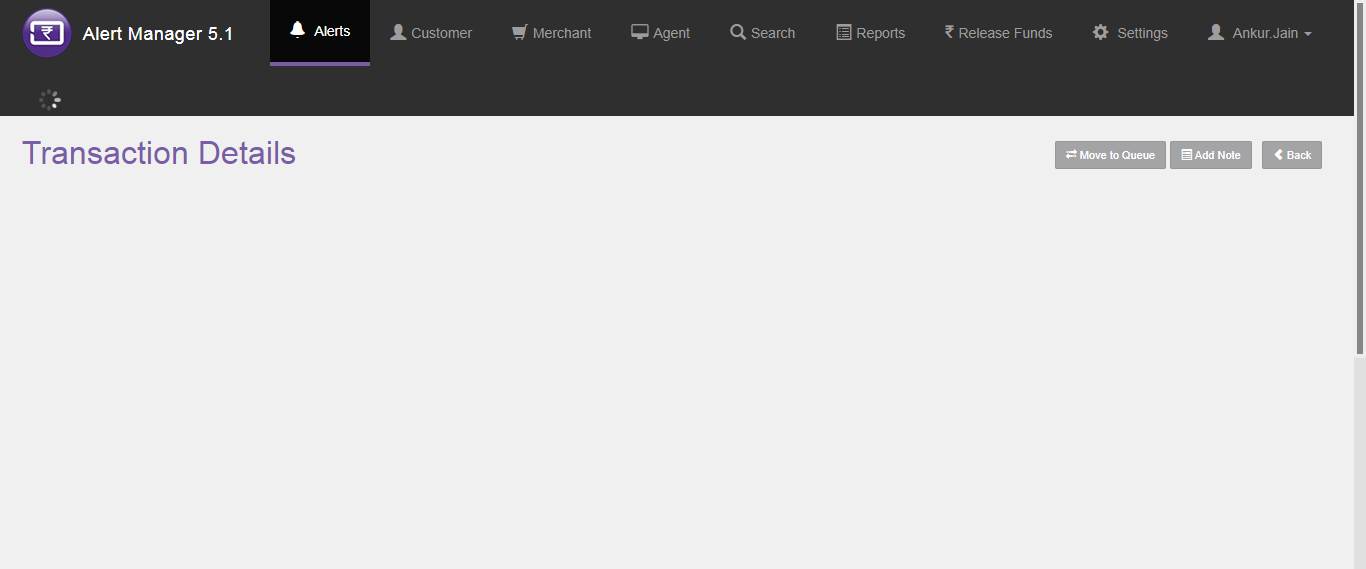 Alert Manager 5.1 Alerts Customer Merchant Agent Search Reports ₹ Release Funds Settings Ankur.Jain
Transaction Details Move to Queue Add Note Back